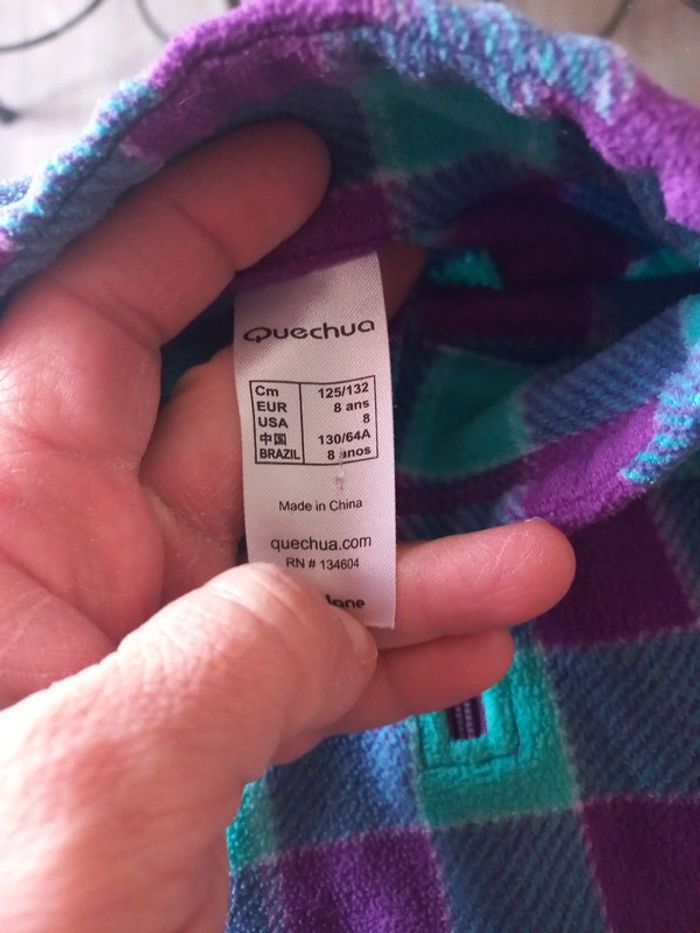 Quechua
Cm 125/132
EUR 8 ans
USA 8
中国 130/64A
BRAZIL 8 anos
Made in China
quechua.com
RN # 134604